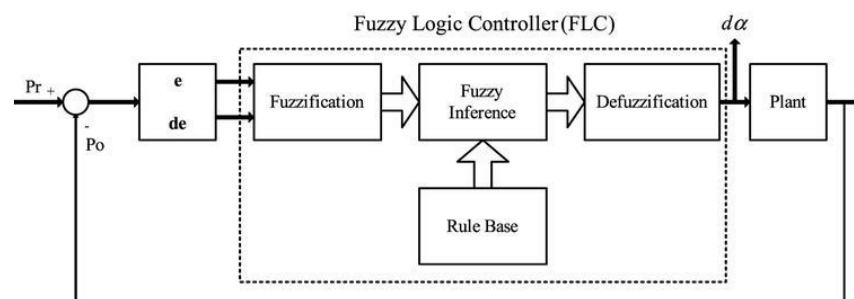 Fuzzy Logic Controller (FLC)
dα
Pr +
-
Po
e
de
Fuzzification
Fuzzy
Inference
Defuzzification
Plant
Rule Base